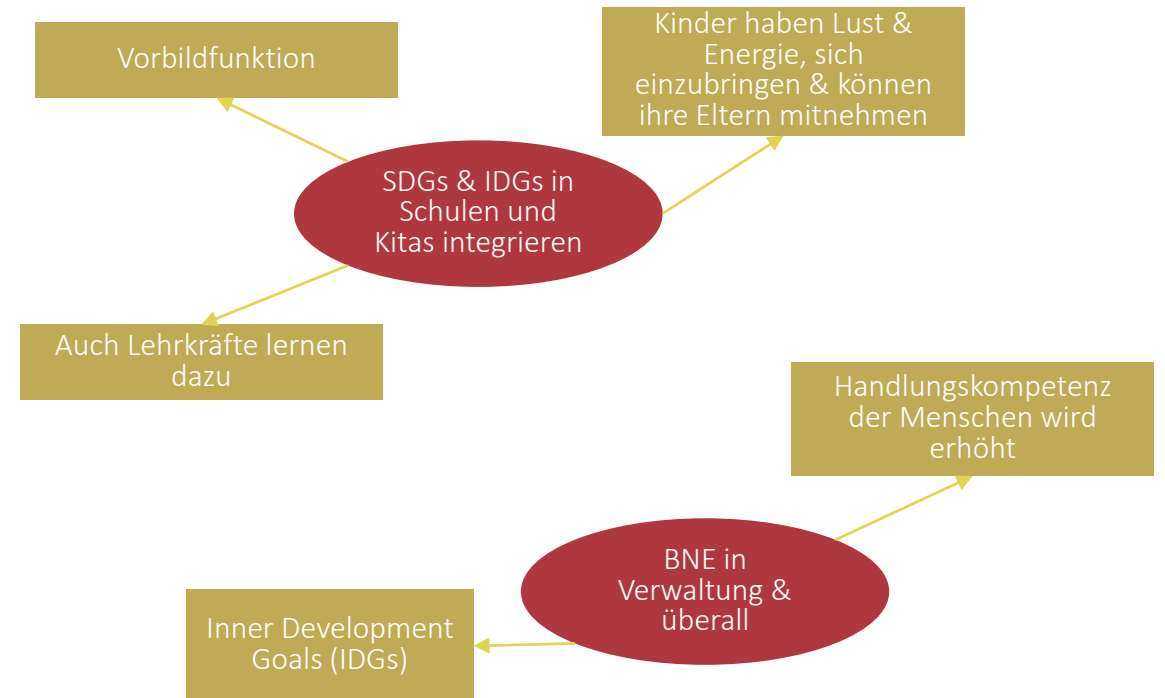 Vorbildfunktion
Kinder haben Lust &
Energie, sich
einzubringen & können
ihre Eltern mitnehmen
SDGs & IDGs in
Schulen und
Kitas integrieren
Auch Lehrkräfte lernen
dazu
Handlungskompetenz
der Menschen wird
erhöht
BNE in
Verwaltung &
überall
Inner Development
Goals (IDGs)